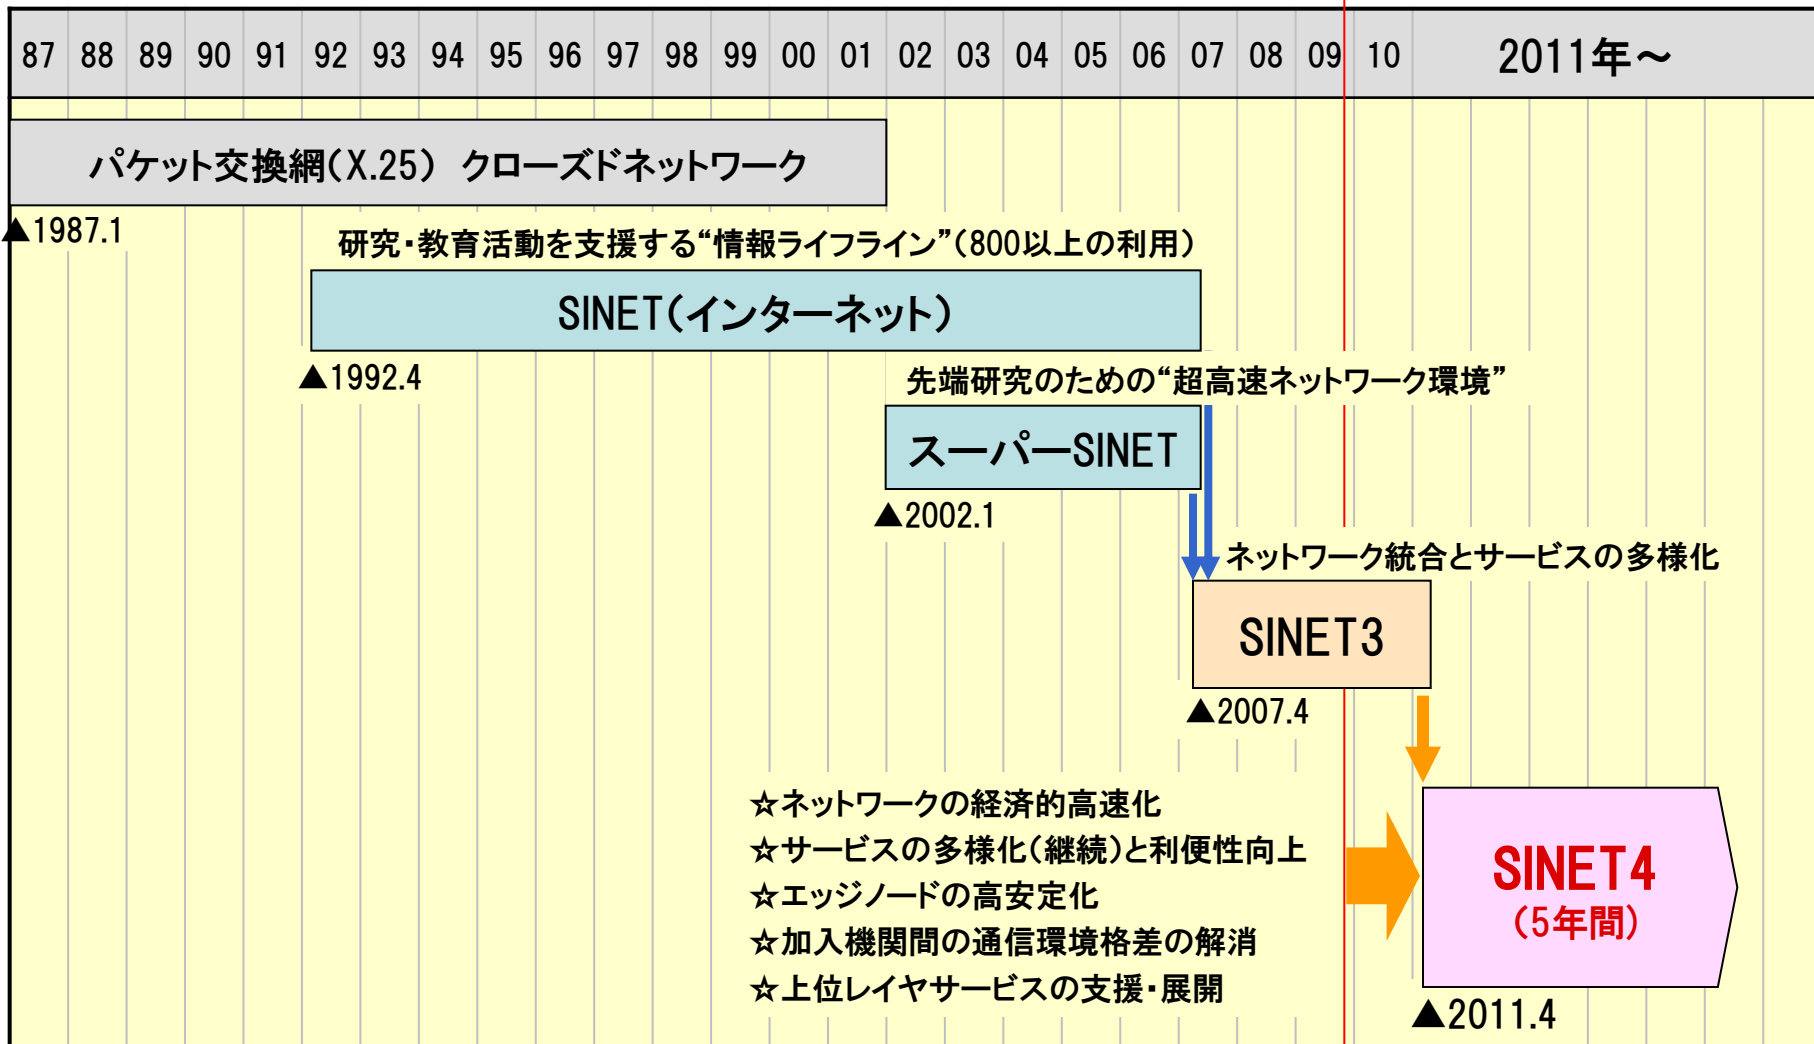 87 88 89 90 91 92 93 94 95 96 97 98 99 00 01 02 03 04 05 06 07 08 09 10 2011年～
パケット交換網(X.25) クローズドネットワーク
▲1987.1
研究・教育活動を支援する“情報ライフライン”(800以上の利用)
SINET(インターネット)
▲1992.4
先端研究のための“超高速ネットワーク環境”
スーパーSINET
▲2002.1
ネットワーク統合とサービスの多様化
SINET3
▲2007.4
☆ネットワークの経済的高速化
☆サービスの多様化(継続)と利便性向上
☆エッジノードの高安定化
☆加入機関間の通信環境格差の解消
☆上位レイヤサービスの支援・展開
SINET4
(5年間)
▲2011.4